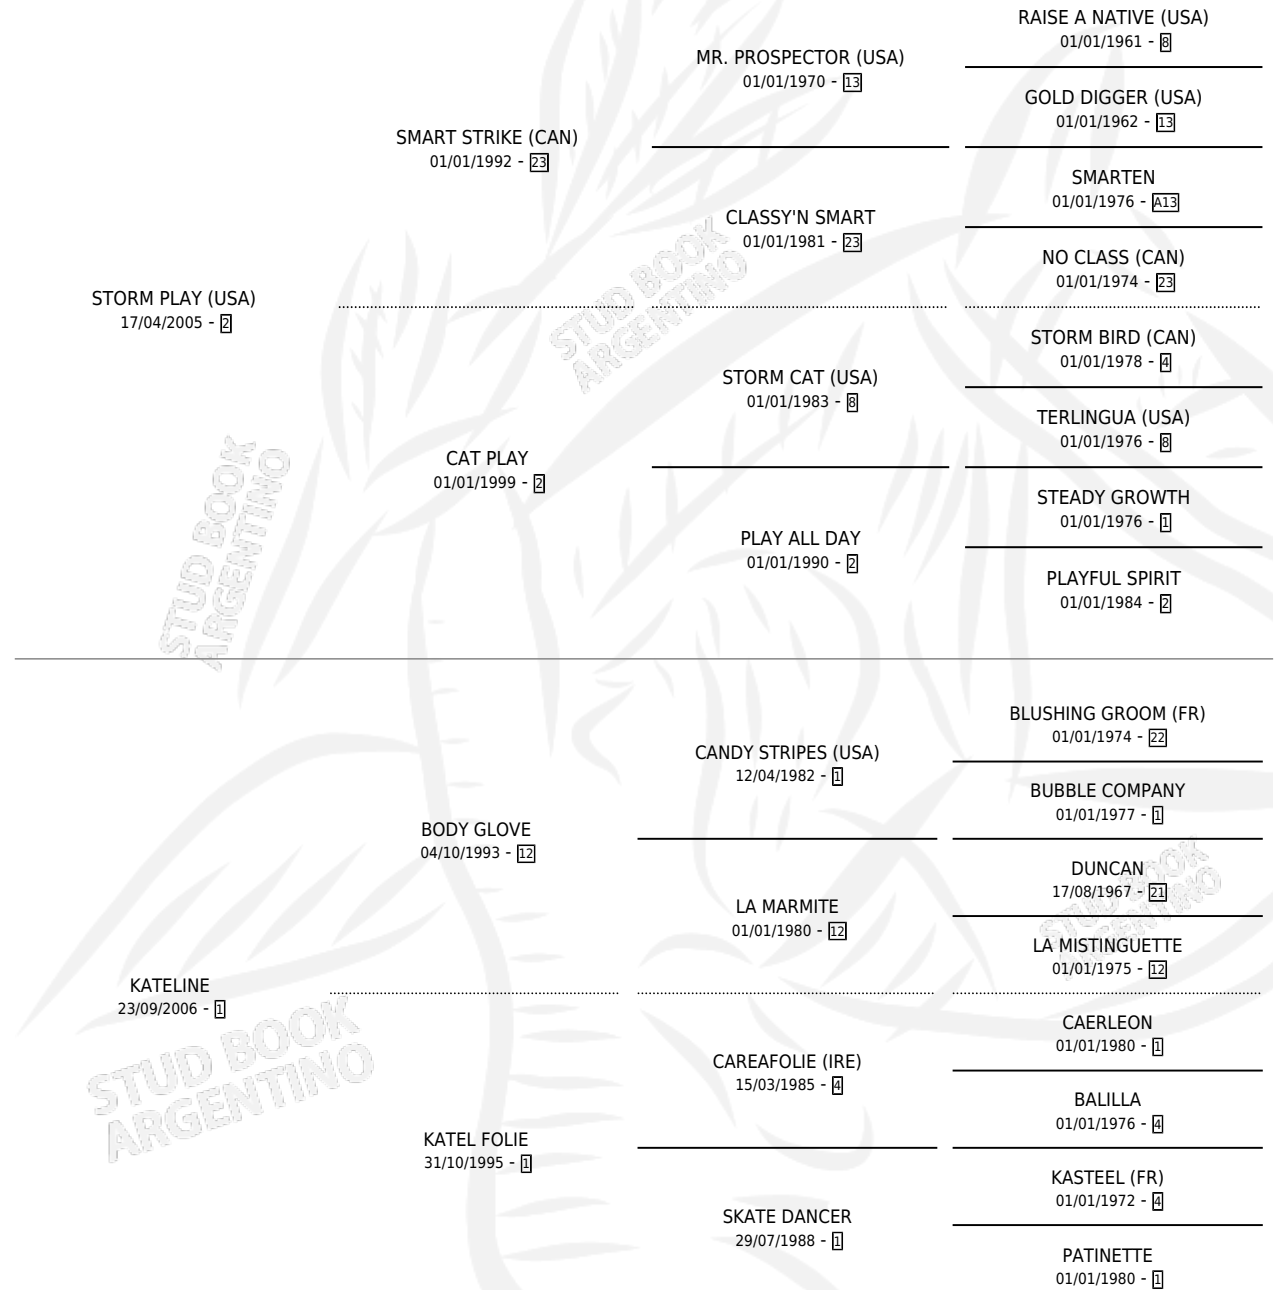 RAISE A NATIVE (USA)
01/01/1961 - 8
MR. PROSPECTOR (USA)
01/01/1970 - 13
GOLD DIGGER (USA)
01/01/1962 - 13
SMART STRIKE (CAN)
01/01/1992 - 23
SMARTEN
01/01/1976 - A13
CLASSY'N SMART
01/01/1981 - 23
NO CLASS (CAN)
01/01/1974 - 23
STORM PLAY (USA)
17/04/2005 - 2
STORM BIRD (CAN)
01/01/1978 - 4
STORM CAT (USA)
01/01/1983 - 8
TERLINGUA (USA)
01/01/1976 - 8
CAT PLAY
01/01/1999 - 2
STEADY GROWTH
01/01/1976 - 1
PLAY ALL DAY
01/01/1990 - 2
PLAYFUL SPIRIT
01/01/1984 - 2
STUD BOOK
ARGENTINO
STUD BOOK
ARGENTINO
BLUSHING GROOM (FR)
01/01/1974 - 22
CANDY STRIPES (USA)
12/04/1982 - 1
BUBBLE COMPANY
01/01/1977 - 1
BODY GLOVE
04/10/1993 - 12
DUNCAN
17/08/1967 - 21
LA MARMITE
01/01/1980 - 12
LA MISTINGUETTE
01/01/1975 - 12
KATELINE
23/09/2006 - 1
CAERLEON
01/01/1980 - 1
CAREAFOLIE (IRE)
15/03/1985 - 4
BALILLA
01/01/1976 - 4
KATEL FOLIE
31/10/1995 - 1
KASTEEL (FR)
01/01/1972 - 4
SKATE DANCER
29/07/1988 - 1
PATINETTE
01/01/1980 - 1
STUD BOOK
ARGENTINO
STUD BOOK
ARGENTINO